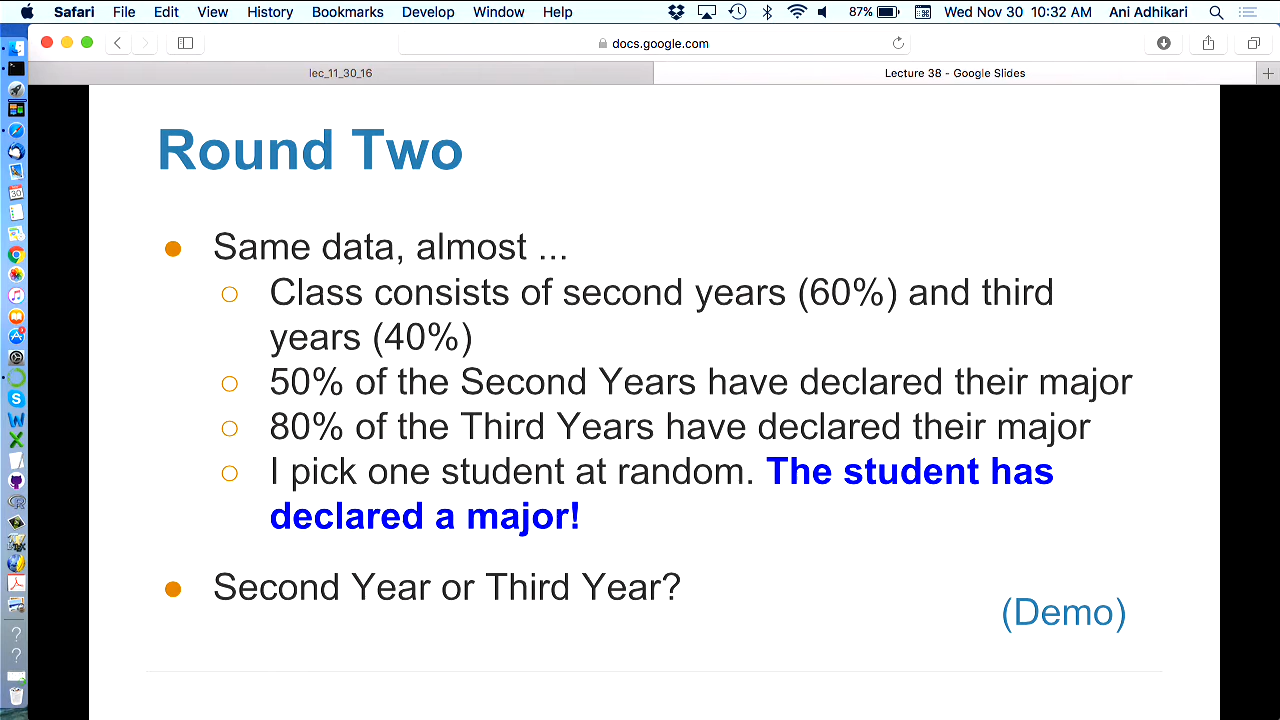 Safari File Edit View History Bookmarks Develop Window Help 87% Wed Nov 30 10:32 AM Ani Adhikari
docs.google.com
lec_11_30_16 Lecture 38 - Google Slides
Round Two
● Same data, almost ...
○ Class consists of second years (60%) and third
years (40%)
○ 50% of the Second Years have declared their major
○ 80% of the Third Years have declared their major
○ I pick one student at random. The student has
declared a major!
● Second Year or Third Year?
(Demo)